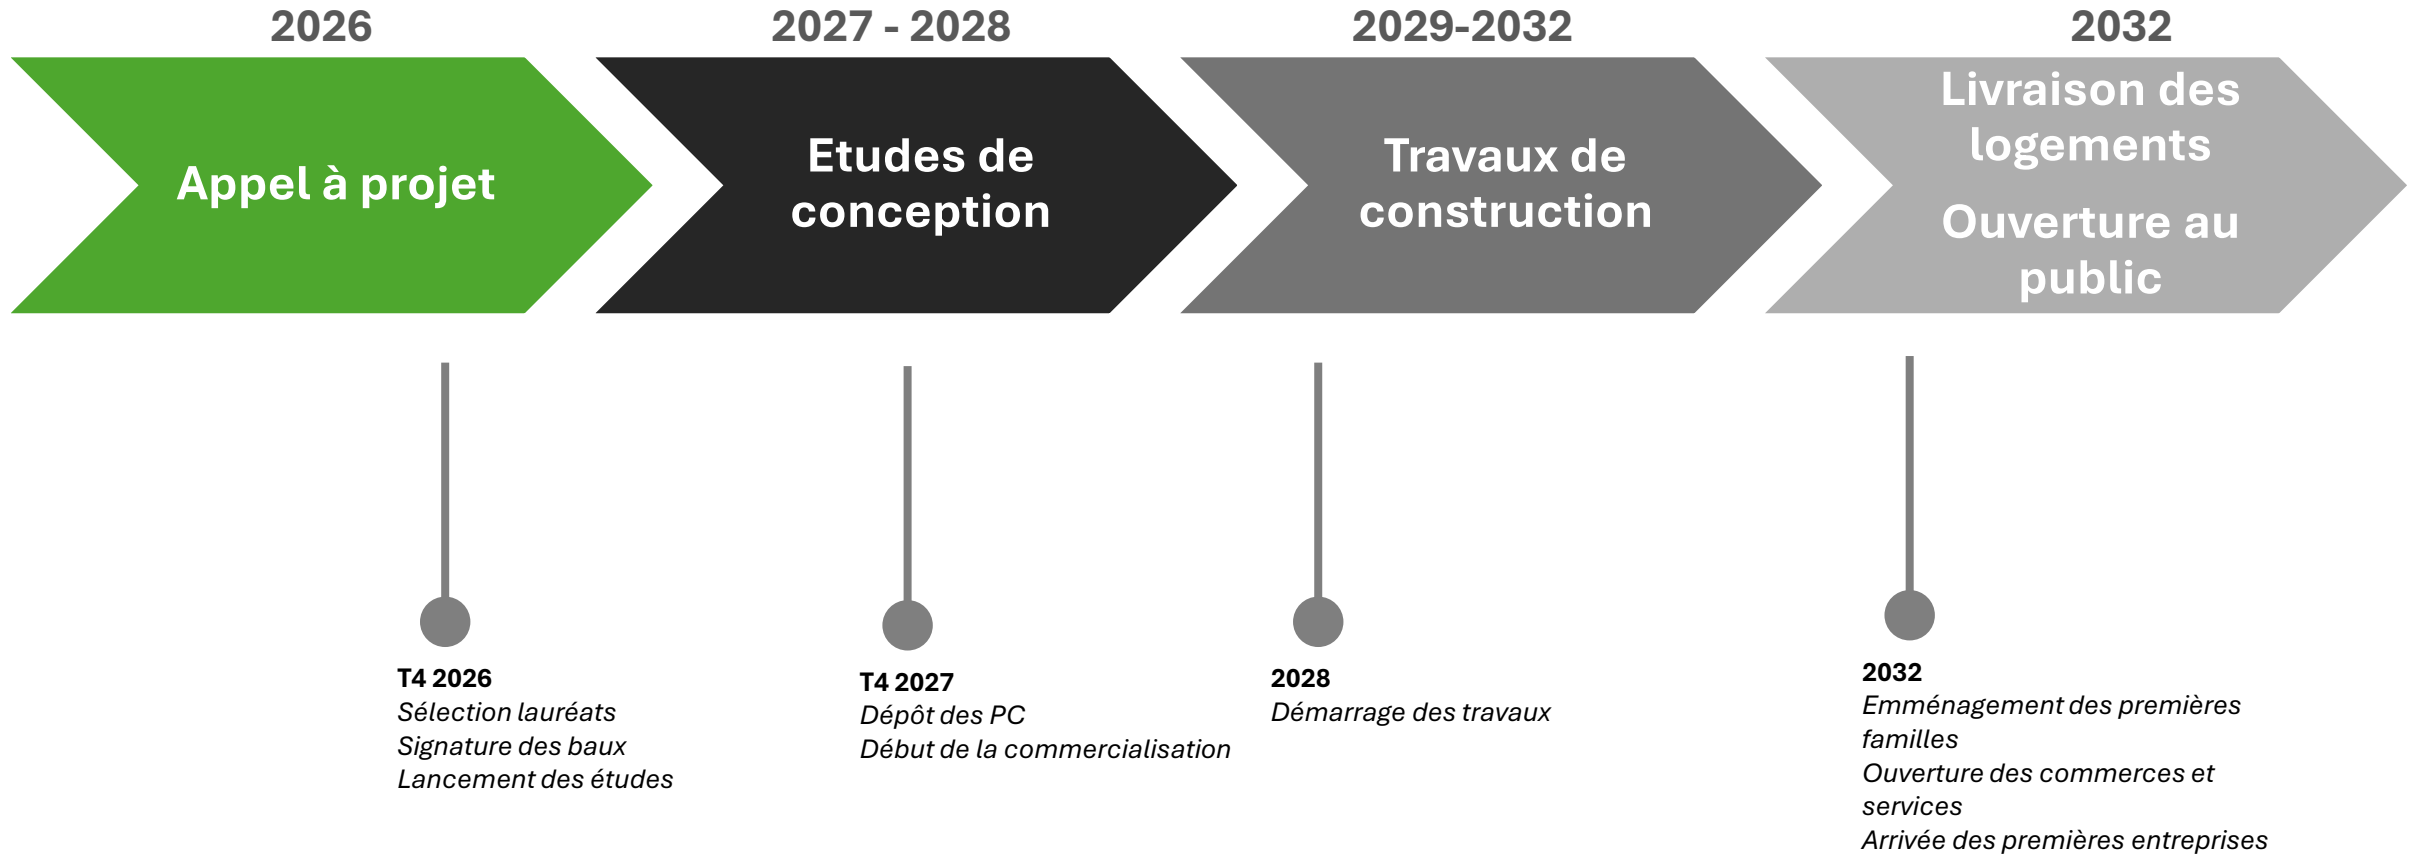 2026
Appel à projet
2027 - 2028
Etudes de
conception
2029-2032
Travaux de
construction
2032
Livraison des
logements
Ouverture au
public
T4 2026
Sélection lauréats
Signature des baux
Lancement des études
T4 2027
Dépôt des PC
Début de la commercialisation
2028
Démarrage des travaux
2032
Emménagement des premières
familles
Ouverture des commerces et
services
Arrivée des premières entreprises